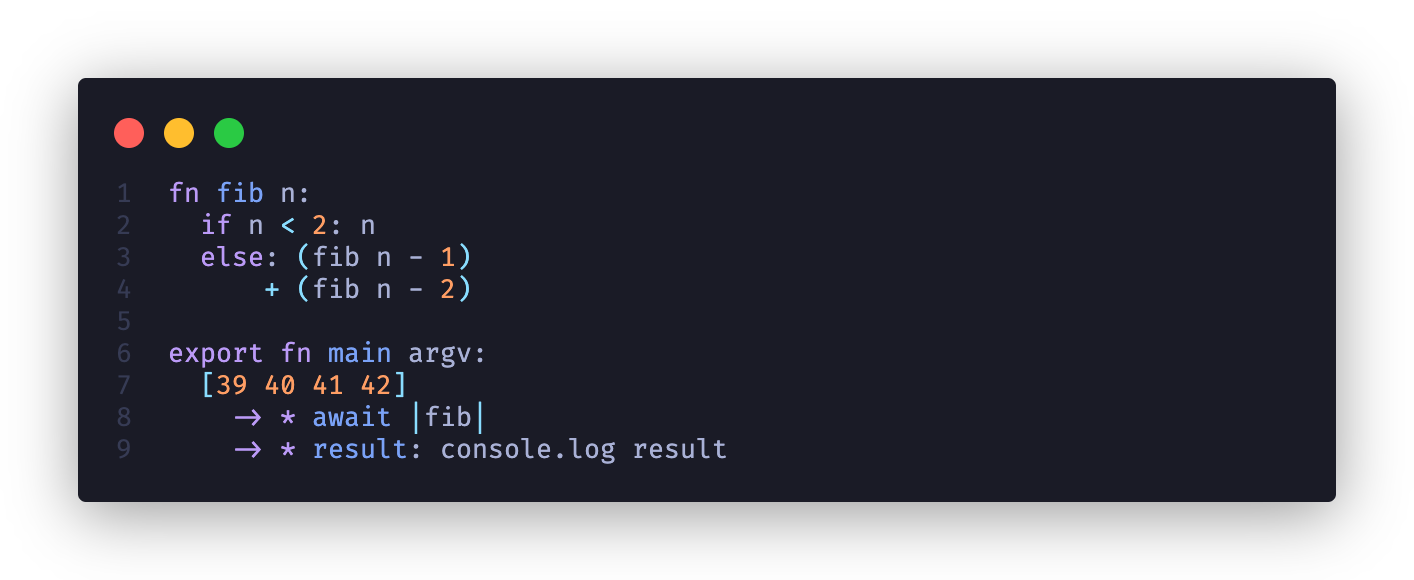 1 fn fib n:
2   if n < 2: n
3   else: (fib n - 1)
4       + (fib n - 2)
5
6 export fn main argv:
7   [39 40 41 42]
8     -> * await |fib|
9     -> * result: console.log result